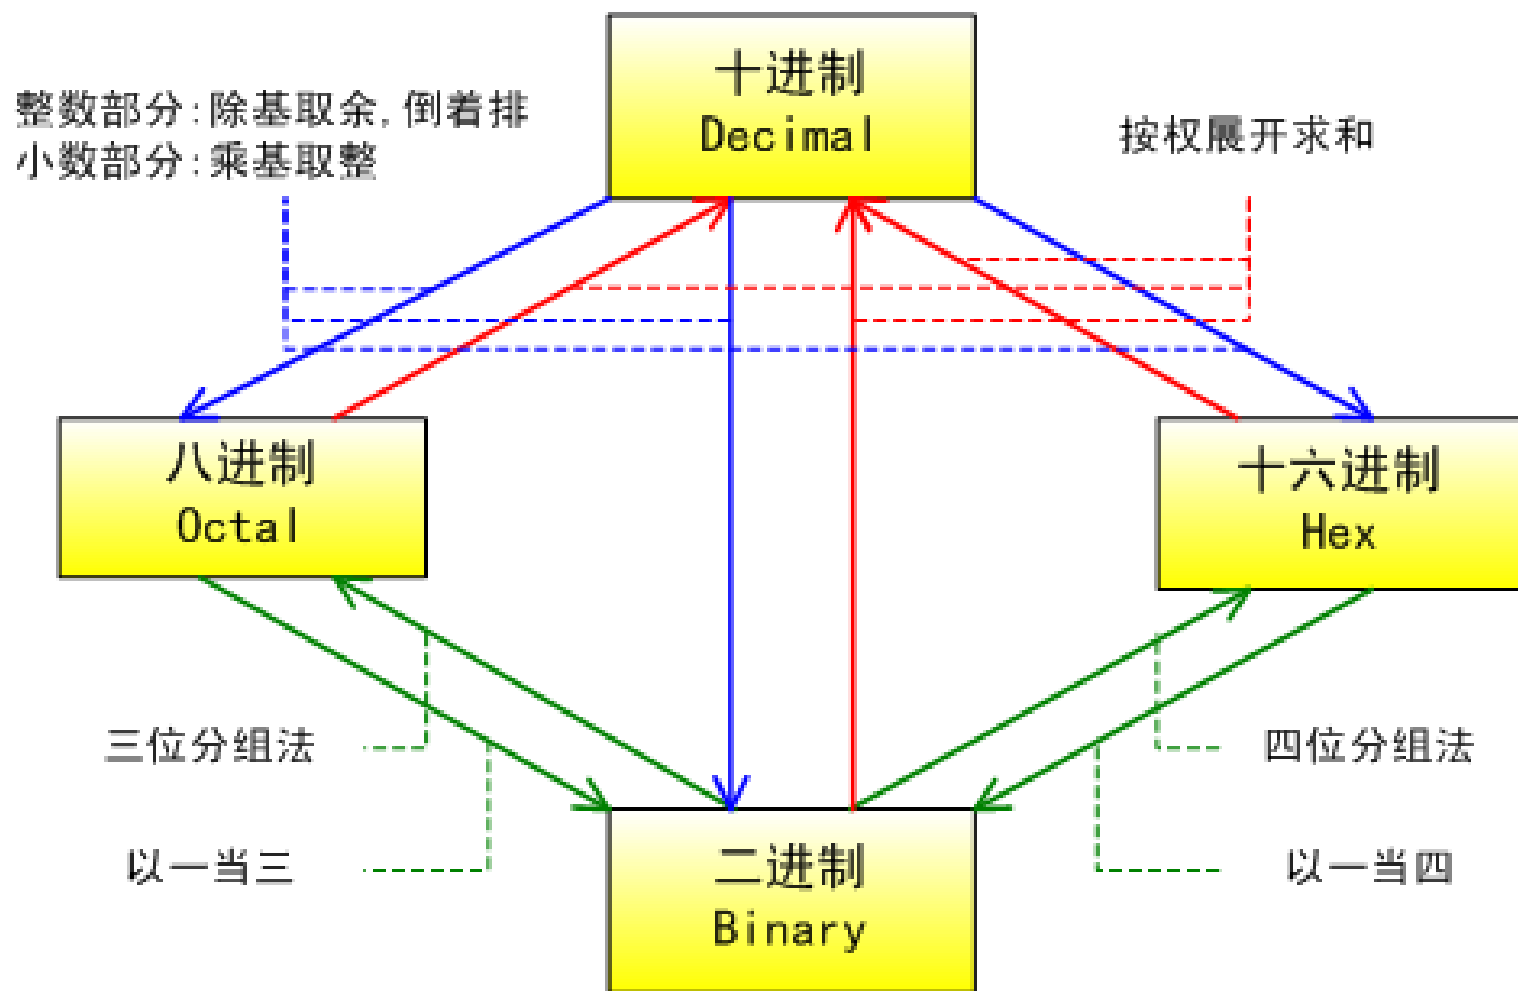 十进制
Decimal
整数部分:除基取余,倒着排
小数部分:乘基取整
按权展开求和
八进制
Octal
十六进制
Hex
三位分组法
四位分组法
以一当三
以一当四
二进制
Binary